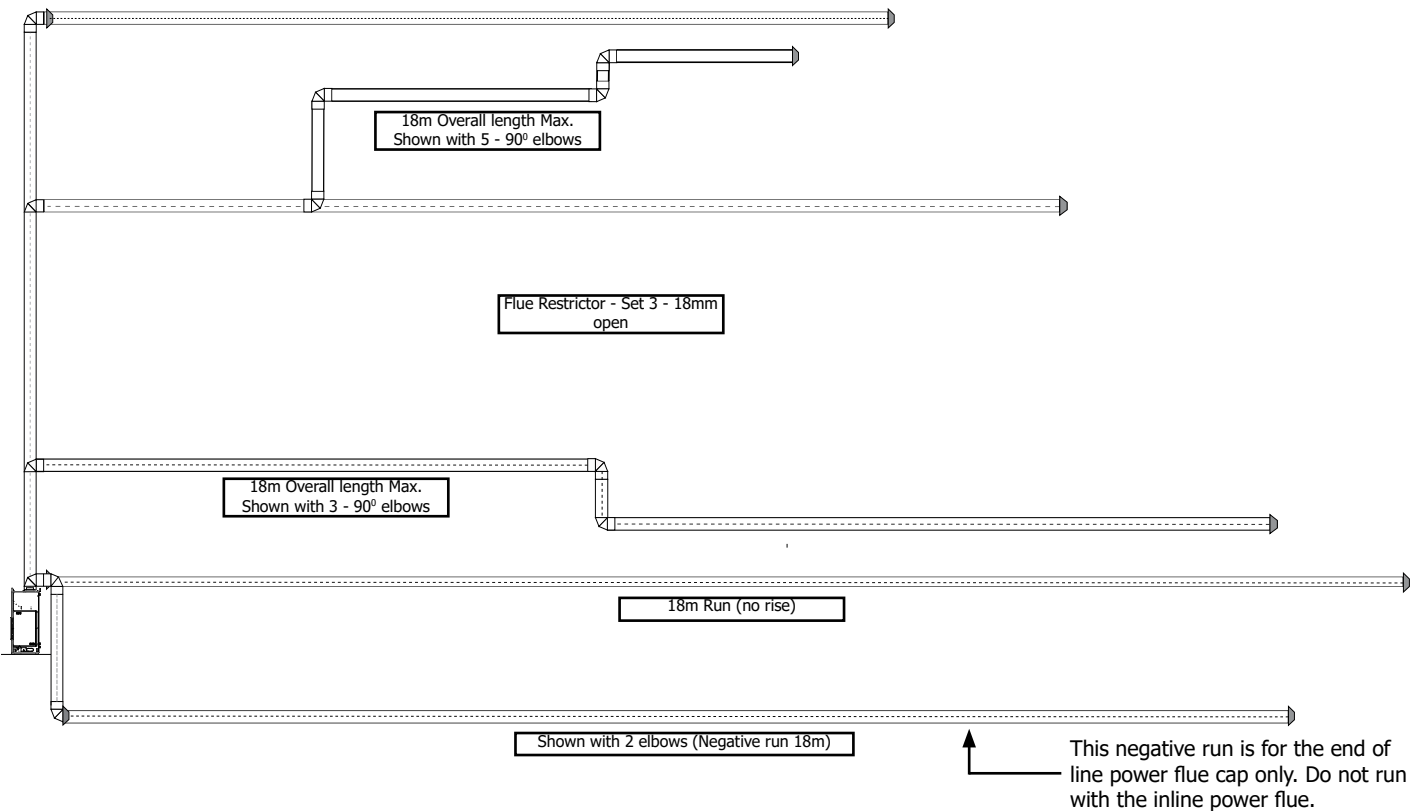 18m Overall length Max.
Shown with 5 - 90⁰ elbows
Flue Restrictor - Set 3 - 18mm
open
18m Overall length Max.
Shown with 3 - 90⁰ elbows
18m Run (no rise)
Shown with 2 elbows (Negative run 18m)
This negative run is for the end of
line power flue cap only. Do not run
with the inline power flue.